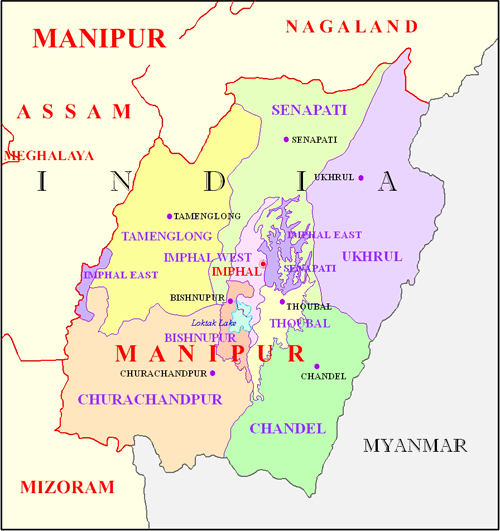 NAGALAND
MANIPUR
ASSAM
SENAPATI
SENAPATI
MEGHALAYA
INDIA
UKHRUL
TAMENGLONG
TAMENGLONG
IMPHAL EAST
IMPHAL WEST
UKHRUL
IMPHAL
SENAPATI
IMPHAL EAST
BISHNUPUR
THOUBAL
Loktak Lake
THOUBAL
BISHNUPUR
MANIPUR
CHURACHANDPUR
CHANDEL
CHURACHANDPUR
CHANDEL
MYANMAR
MIZORAM